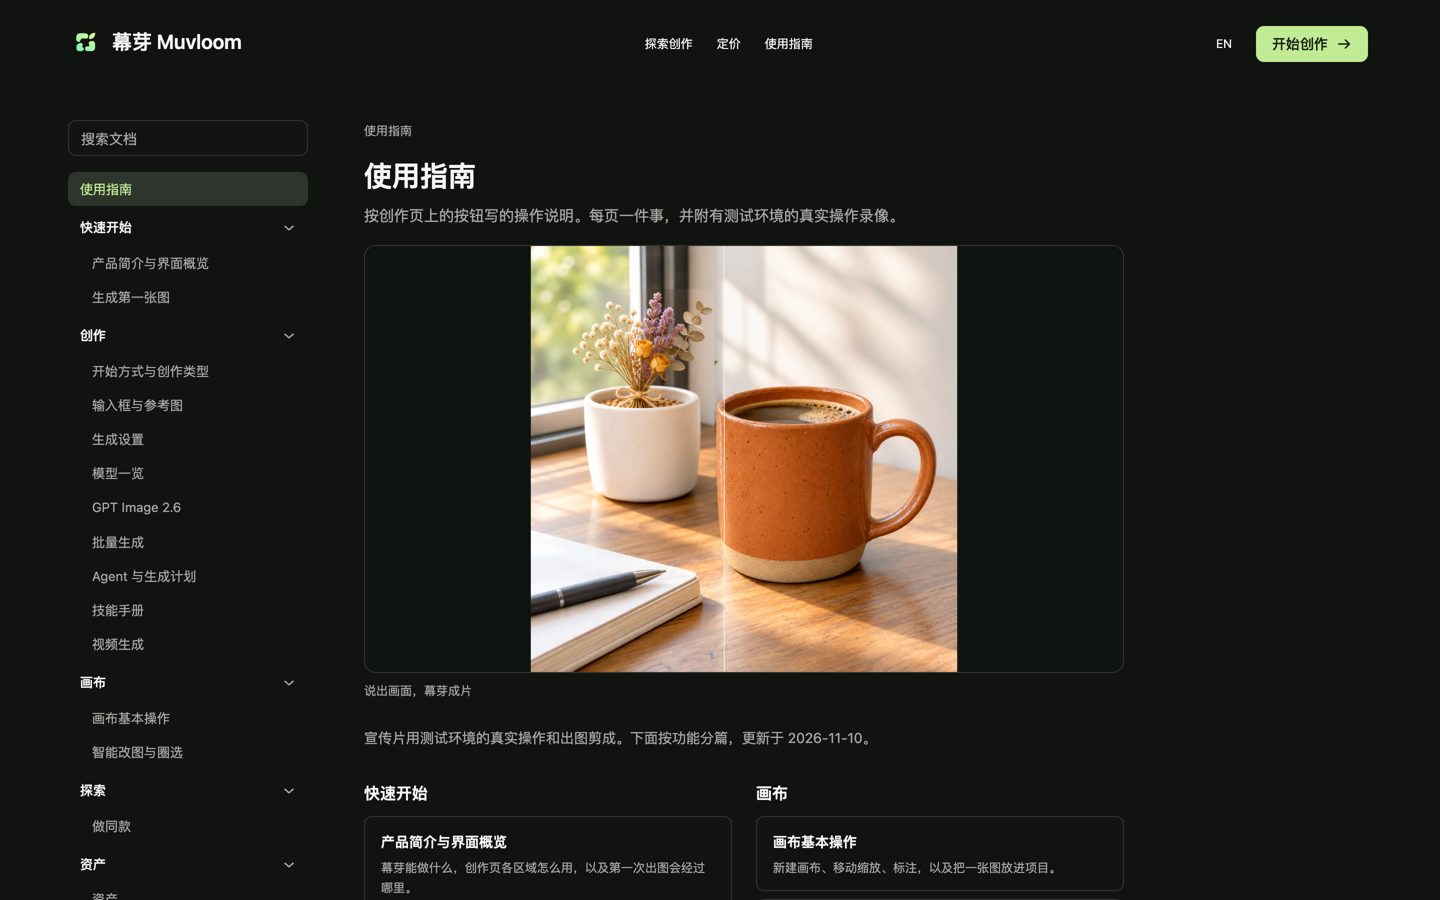 幕芽 Muvloom
探索创作
定价
使用指南
EN
开始创作
搜索文档
使用指南
快速开始
产品简介与界面概览
生成第一张图
创作
开始方式与创作类型
输入框与参考图
生成设置
模型一览
GPT Image 2.6
批量生成
Agent 与生成计划
技能手册
视频生成
画布
画布基本操作
智能改图与圈选
探索
做同款
资产
使用指南
使用指南
按创作页上的按钮写的操作说明。每页一件事，并附有测试环境的真实操作录像。
说出画面，幕芽成片
宣传片用测试环境的真实操作和出图剪成。下面按功能分篇，更新于 2026-11-10。
快速开始
产品简介与界面概览
幕芽能做什么，创作页各区域怎么用，以及第一次出图会经过
哪里。
画布
画布基本操作
新建画布、移动缩放、标注，以及把一张图放进项目。